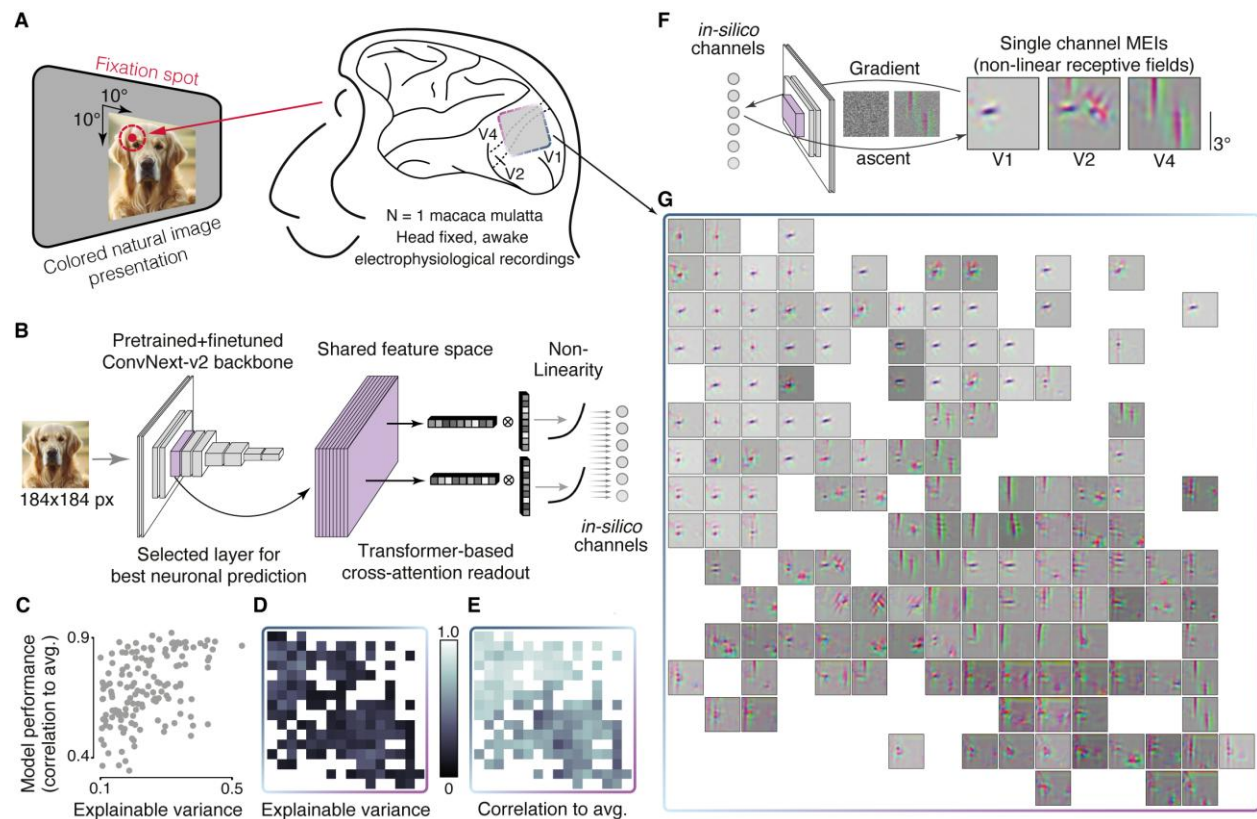 A
Fixation spot
10°
10°
Colored natural image
presentation
V4
V2
V1
N = 1 macaca mulatta
Head fixed, awake
electrophysiological recordings
B
Pretrained+finetuned
ConvNext-v2 backbone
Shared feature space
Non-
Linearity
184x184 px
⊗
⊗
Selected layer for
best neuronal prediction
Transformer-based
cross-attention readout
in-silico
channels
C
Model performance
(correlation to avg.)
0.9
0.4
0.1
0.5
Explainable variance
D
1.0
0
Explainable variance
E
Correlation to avg.
F
in-silico
channels
Gradient
ascent
Single channel MEIs
(non-linear receptive fields)
V1
V2
V4
3°
G